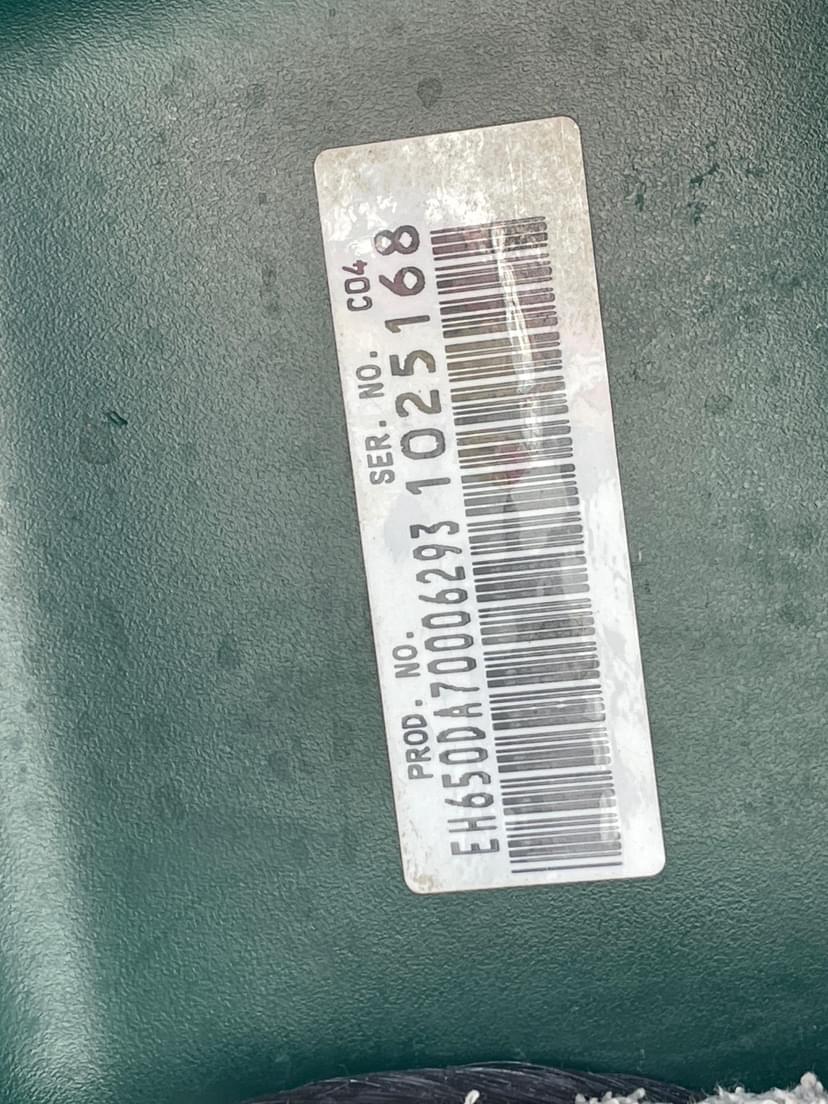 PROD. NO. SER. NO. C04
EH650DA70006293 1025168